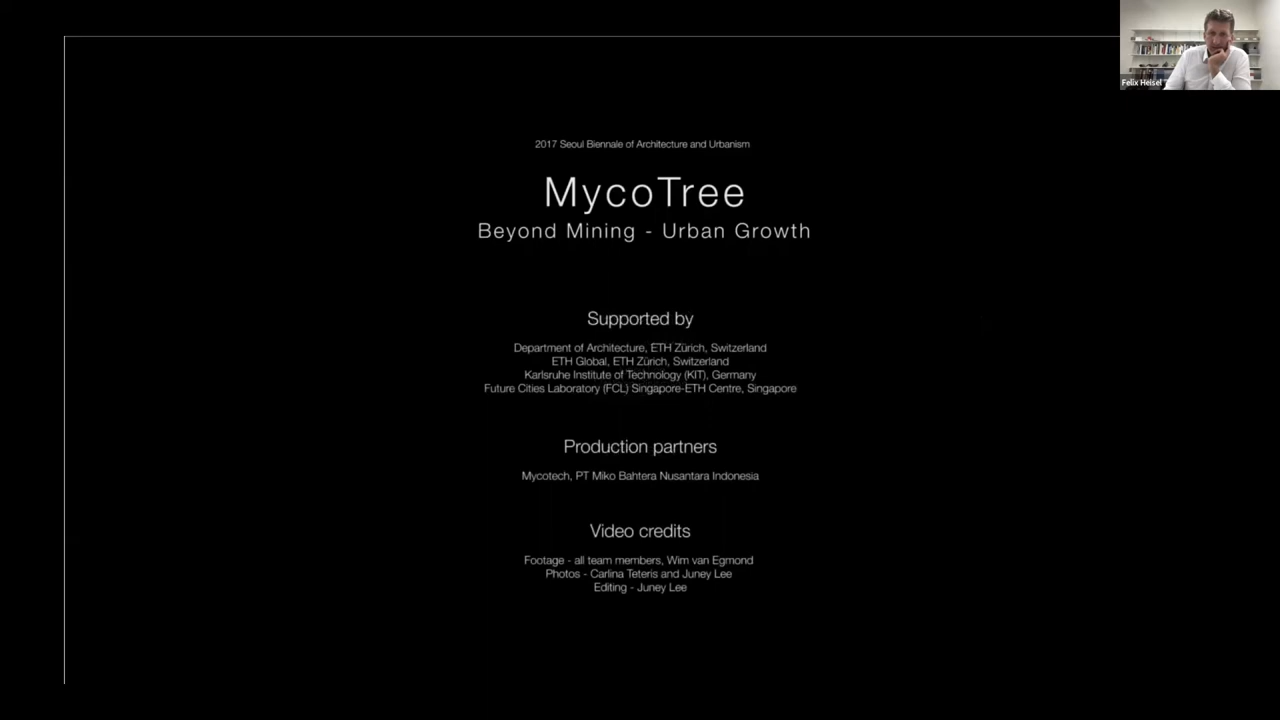 Felix Heisel
2017 Seoul Biennale of Architecture and Urbanism
MycoTree
Beyond Mining - Urban Growth
Supported by
Department of Architecture, ETH Zürich, Switzerland
ETH Global, ETH Zürich, Switzerland
Karlsruhe Institute of Technology (KIT), Germany
Future Cities Laboratory (FCL) Singapore-ETH Centre, Singapore
Production partners
Mycotech, PT Miko Bahtera Nusantara Indonesia
Video credits
Footage - all team members, Wim van Egmond
Photos - Carlina Teteris and Juney Lee
Editing - Juney Lee